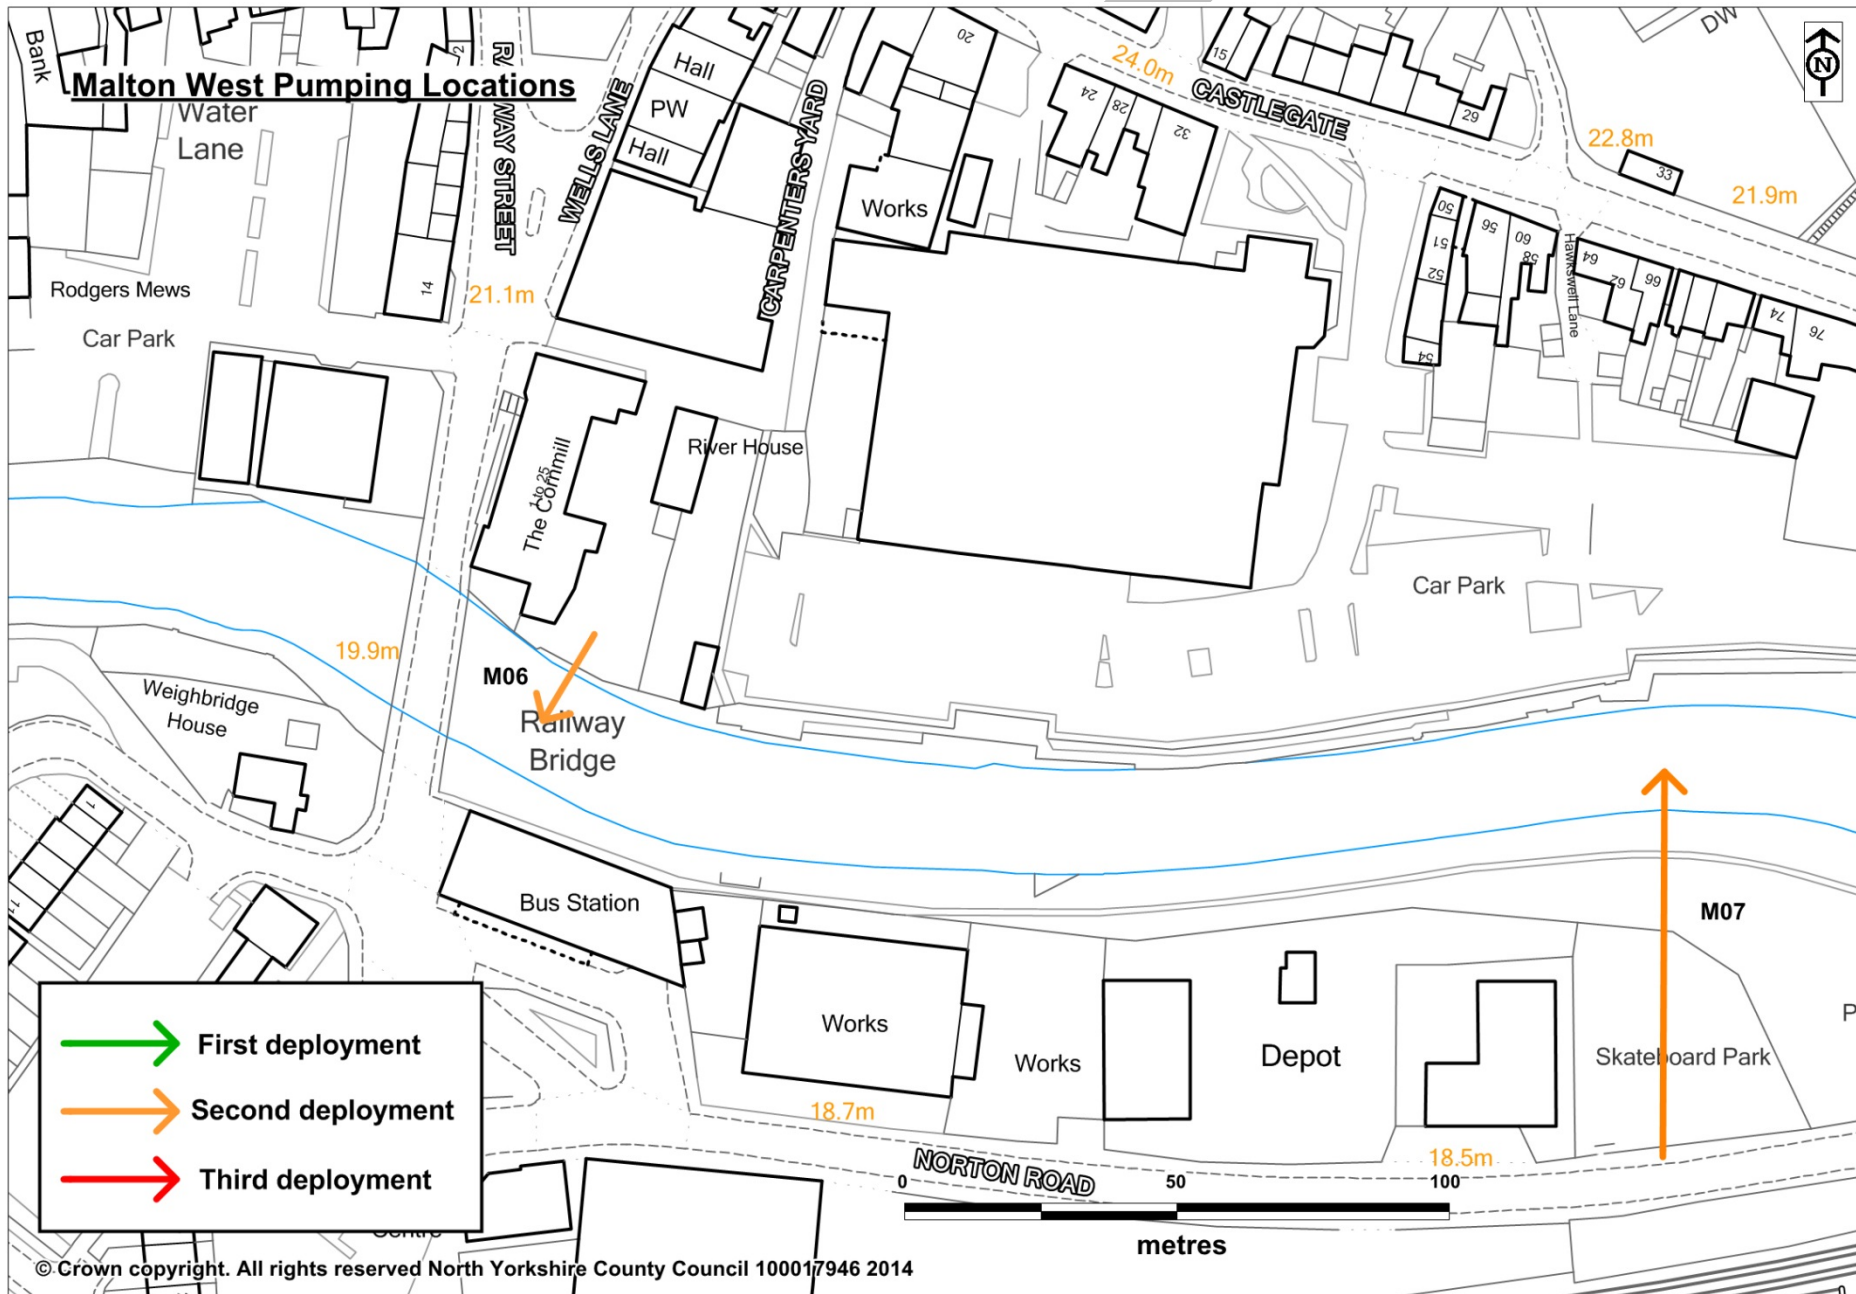 Malton West Pumping Locations
Bank
Water
Lane
2
RAILWAY STREET
WELLS LANE
Hall
PW
Hall
CARPENTERS YARD
20
24.0m
15
CASTLEGATE
29
DW
N
24
28
32
22.8m
33
21.9m
Works
50
51
52
54
56
60
58
Hawkswell Lane
64
62
66
74
76
Rodgers Mews
14
21.1m
Car Park
River House
1 to 25
The Cornmill
Car Park
19.9m
M06
Weighbridge
House
Railway
Bridge
1
11
Bus Station
M07
Works
Works
Depot
Skateboard Park
P
18.7m
18.5m
NORTON ROAD
First deployment
Second deployment
Third deployment
0 50 100
metres
Centre
© Crown copyright. All rights reserved North Yorkshire County Council 100017946 2014